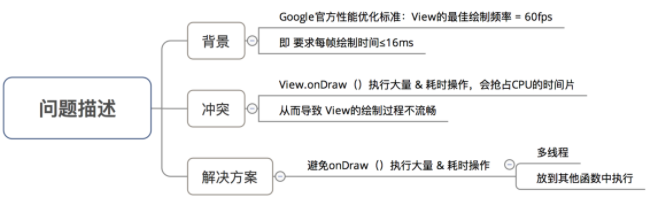 问题描述
背景
Google官方性能优化标准：View的最佳绘制频率 = 60fps
即 要求每帧绘制时间≤16ms
冲突
View.onDraw（）执行大量 & 耗时操作，会抢占CPU的时间片
从而导致 View的绘制过程不流畅
解决方案
避免onDraw（）执行大量 & 耗时操作
多线程
放到其他函数中执行